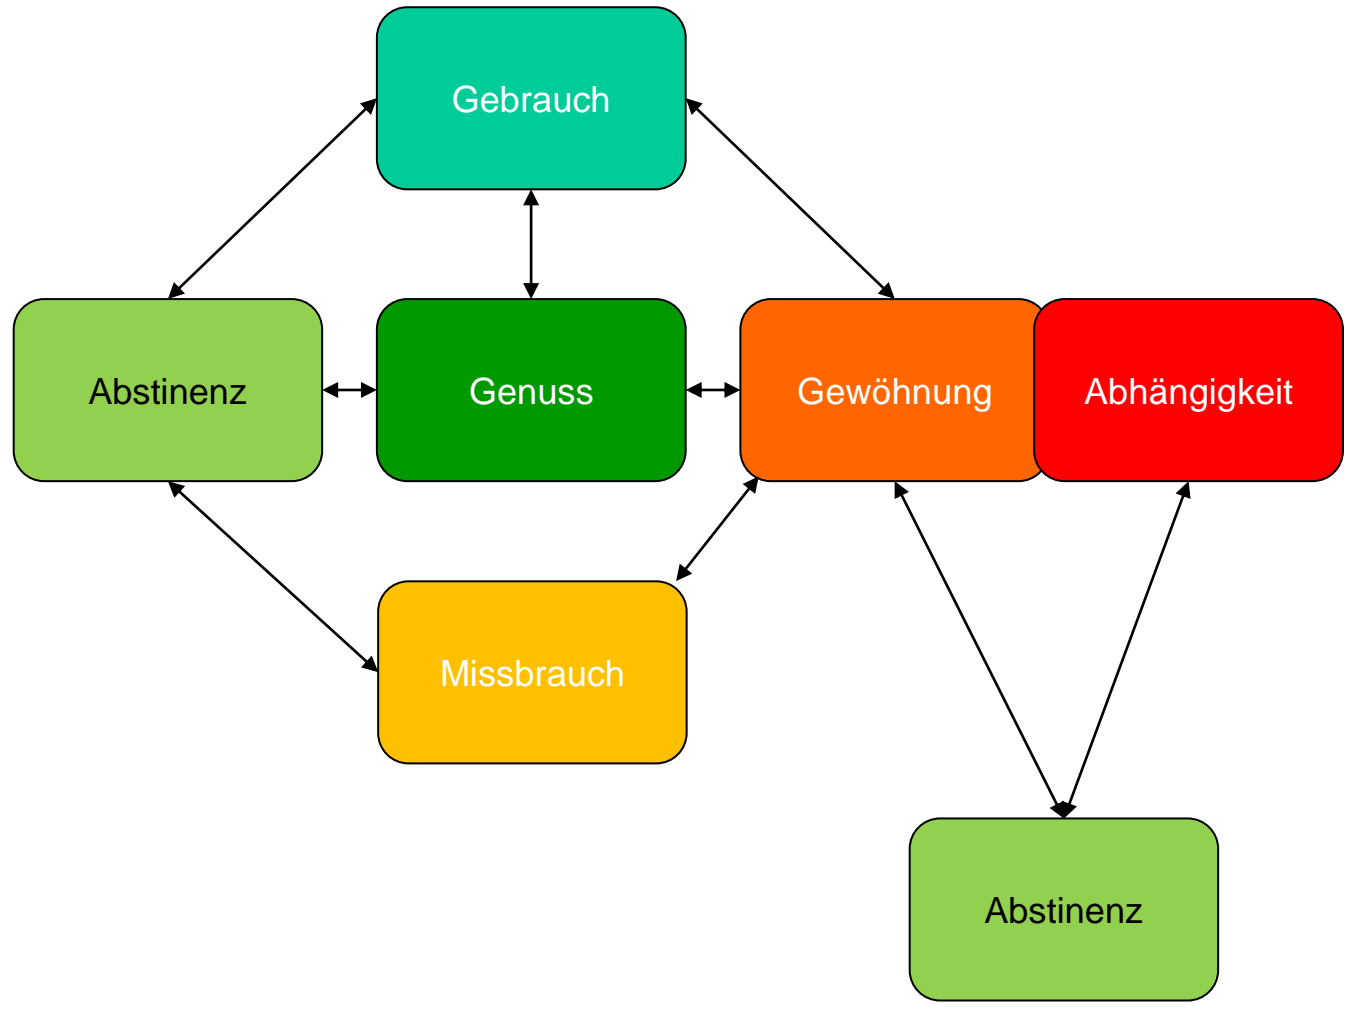 Gebrauch
Abstinenz
Genuss
Gewöhnung
Abhängigkeit
Missbrauch
Abstinenz